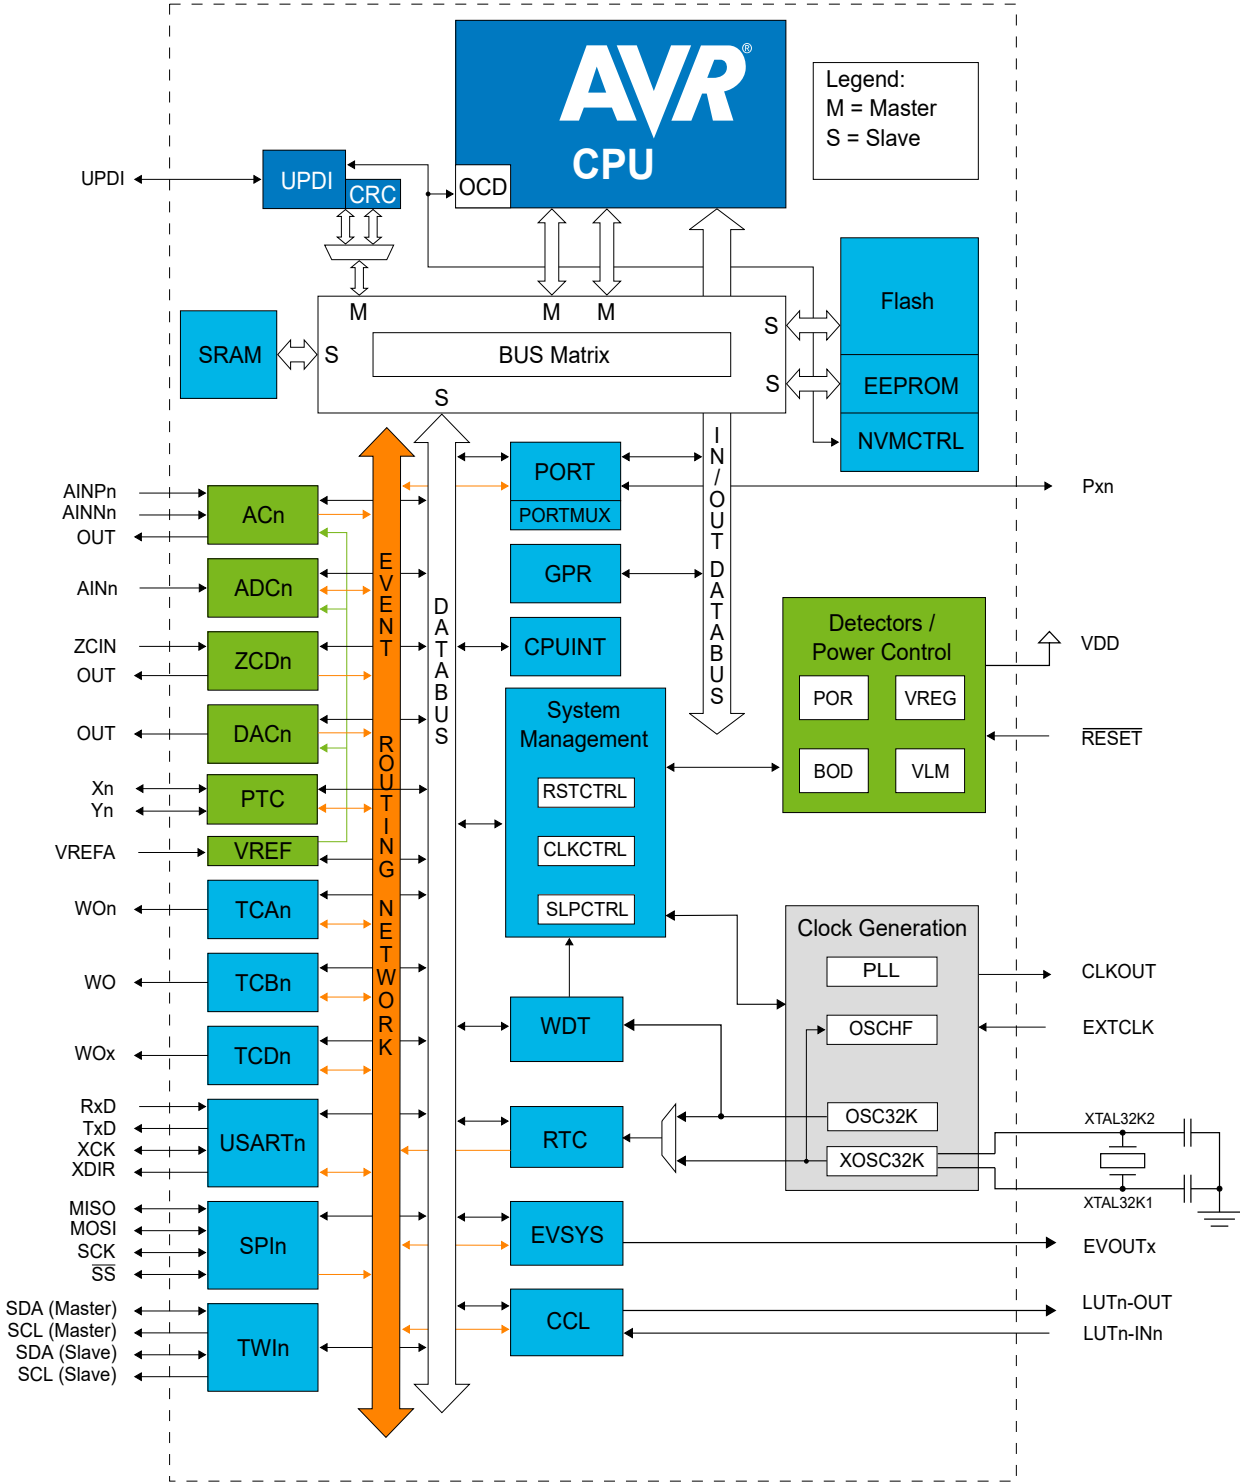 AVR®
CPU
OCD
Legend:
M = Master
S = Slave
UPDI
UPDI
CRC
Flash
EEPROM
NVMCTRL
M
M
M
S
S
SRAM
S
BUS Matrix
S
IN/OUT DATABUS
EVENT ROUTING NETWORK
DATABUS
PORT
PORTMUX
Pxn
GPR
CPUINT
AINPn
AINNn
OUT
ACn
AINn
ADCn
ZCIN
OUT
ZCDn
OUT
DACn
Xn
Yn
PTC
VREFA
VREF
WOn
TCAn
WO
TCBn
WOx
TCDn
RxD
TxD
XCK
XDIR
USARTn
MISO
MOSI
SCK
SS
SPIn
SDA (Master)
SCL (Master)
SDA (Slave)
SCL (Slave)
TWIn
System
Management
RSTCTRL
CLKCTRL
SLPCTRL
Detectors /
Power Control
POR
VREG
BOD
VLM
VDD
RESET
Clock Generation
PLL
OSCHF
OSC32K
XOSC32K
CLKOUT
EXTCLK
XTAL32K2
XTAL32K1
WDT
RTC
EVSYS
EVOUTx
CCL
LUTn-OUT
LUTn-INn